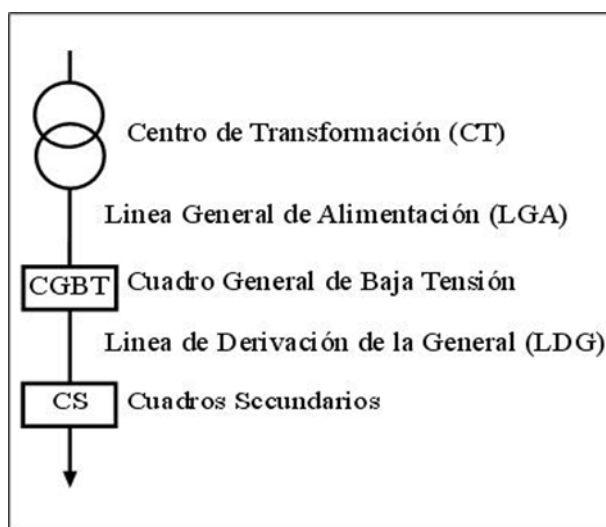 Centro de Transformación (CT)
Linea General de Alimentación (LGA)
CGBT Cuadro General de Baja Tensión
Linea de Derivación de la General (LDG)
CS Cuadros Secundarios